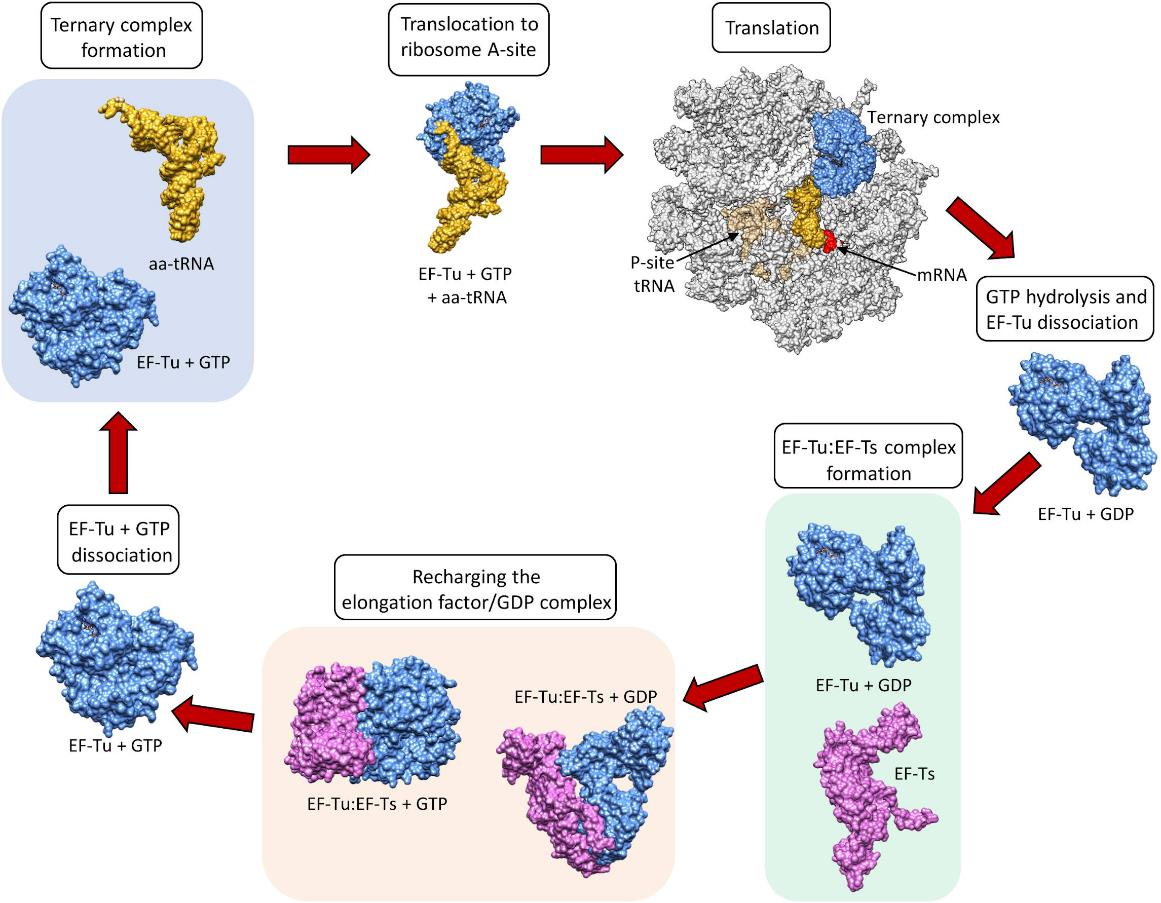 Ternary complex
formation
Translocation to
ribosome A-site
Translation
Ternary complex
aa-tRNA
EF-Tu + GTP
EF-Tu + GTP
+ aa-tRNA
P-site
tRNA
mRNA
GTP hydrolysis and
EF-Tu dissociation
EF-Tu + GDP
EF-Tu:EF-Ts complex
formation
EF-Tu + GDP
EF-Ts
Recharging the
elongation factor/GDP complex
EF-Tu:EF-Ts + GDP
EF-Tu:EF-Ts + GTP
EF-Tu + GTP
dissociation
EF-Tu + GTP